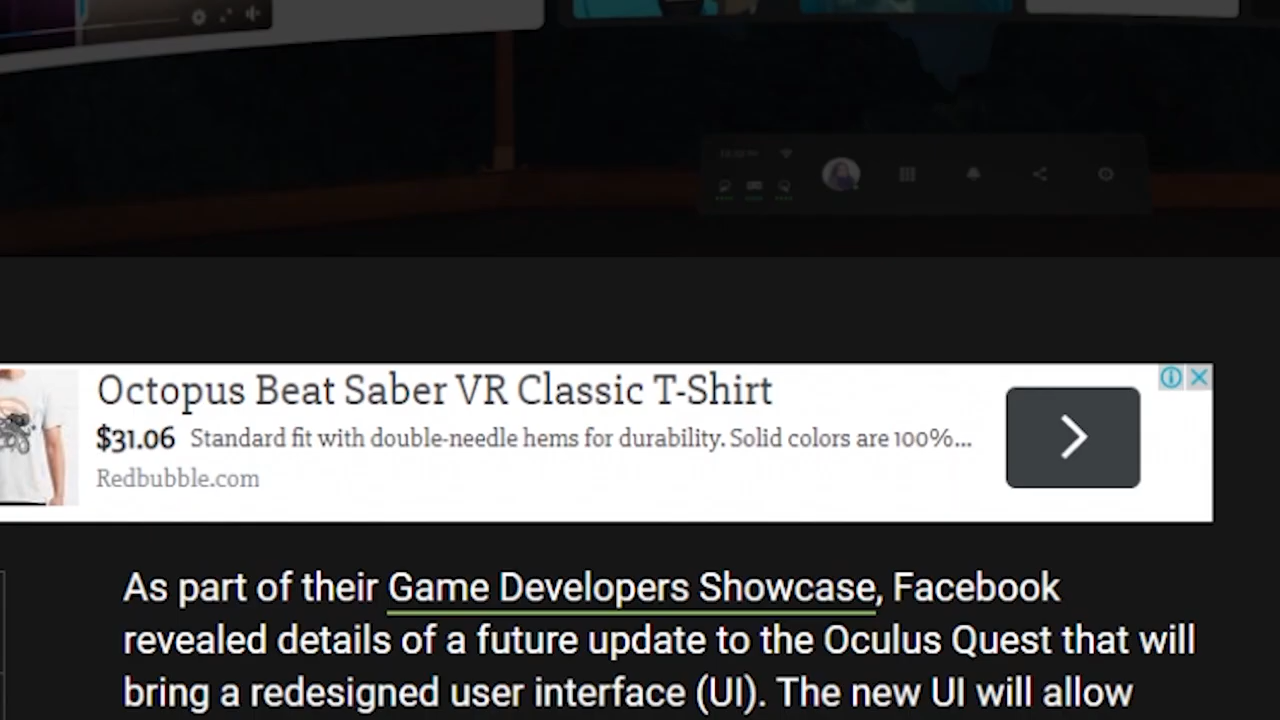 Octopus Beat Saber VR Classic T-Shirt
$31.06 Standard fit with double-needle hems for durability. Solid colors are 100%...
Redbubble.com
As part of their Game Developers Showcase, Facebook
revealed details of a future update to the Oculus Quest that will
bring a redesigned user interface (UI). The new UI will allow